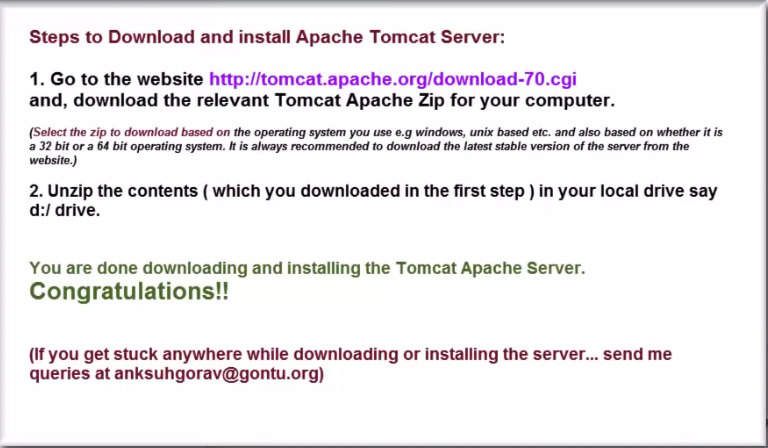 Steps to Download and install Apache Tomcat Server:
1. Go to the website http://tomcat.apache.org/download-70.cgi
and, download the relevant Tomcat Apache Zip for your computer.
(Select the zip to download based on the operating system you use e.g windows, unix based etc. and also based on whether it is
a 32 bit or a 64 bit operating system. It is always recommended to download the latest stable version of the server from the
website.)
2. Unzip the contents ( which you downloaded in the first step ) in your local drive say
d:/ drive.
You are done downloading and installing the Tomcat Apache Server.
Congratulations!!
(If you get stuck anywhere while downloading or installing the server... send me
queries at anksuhgorav@gontu.org)